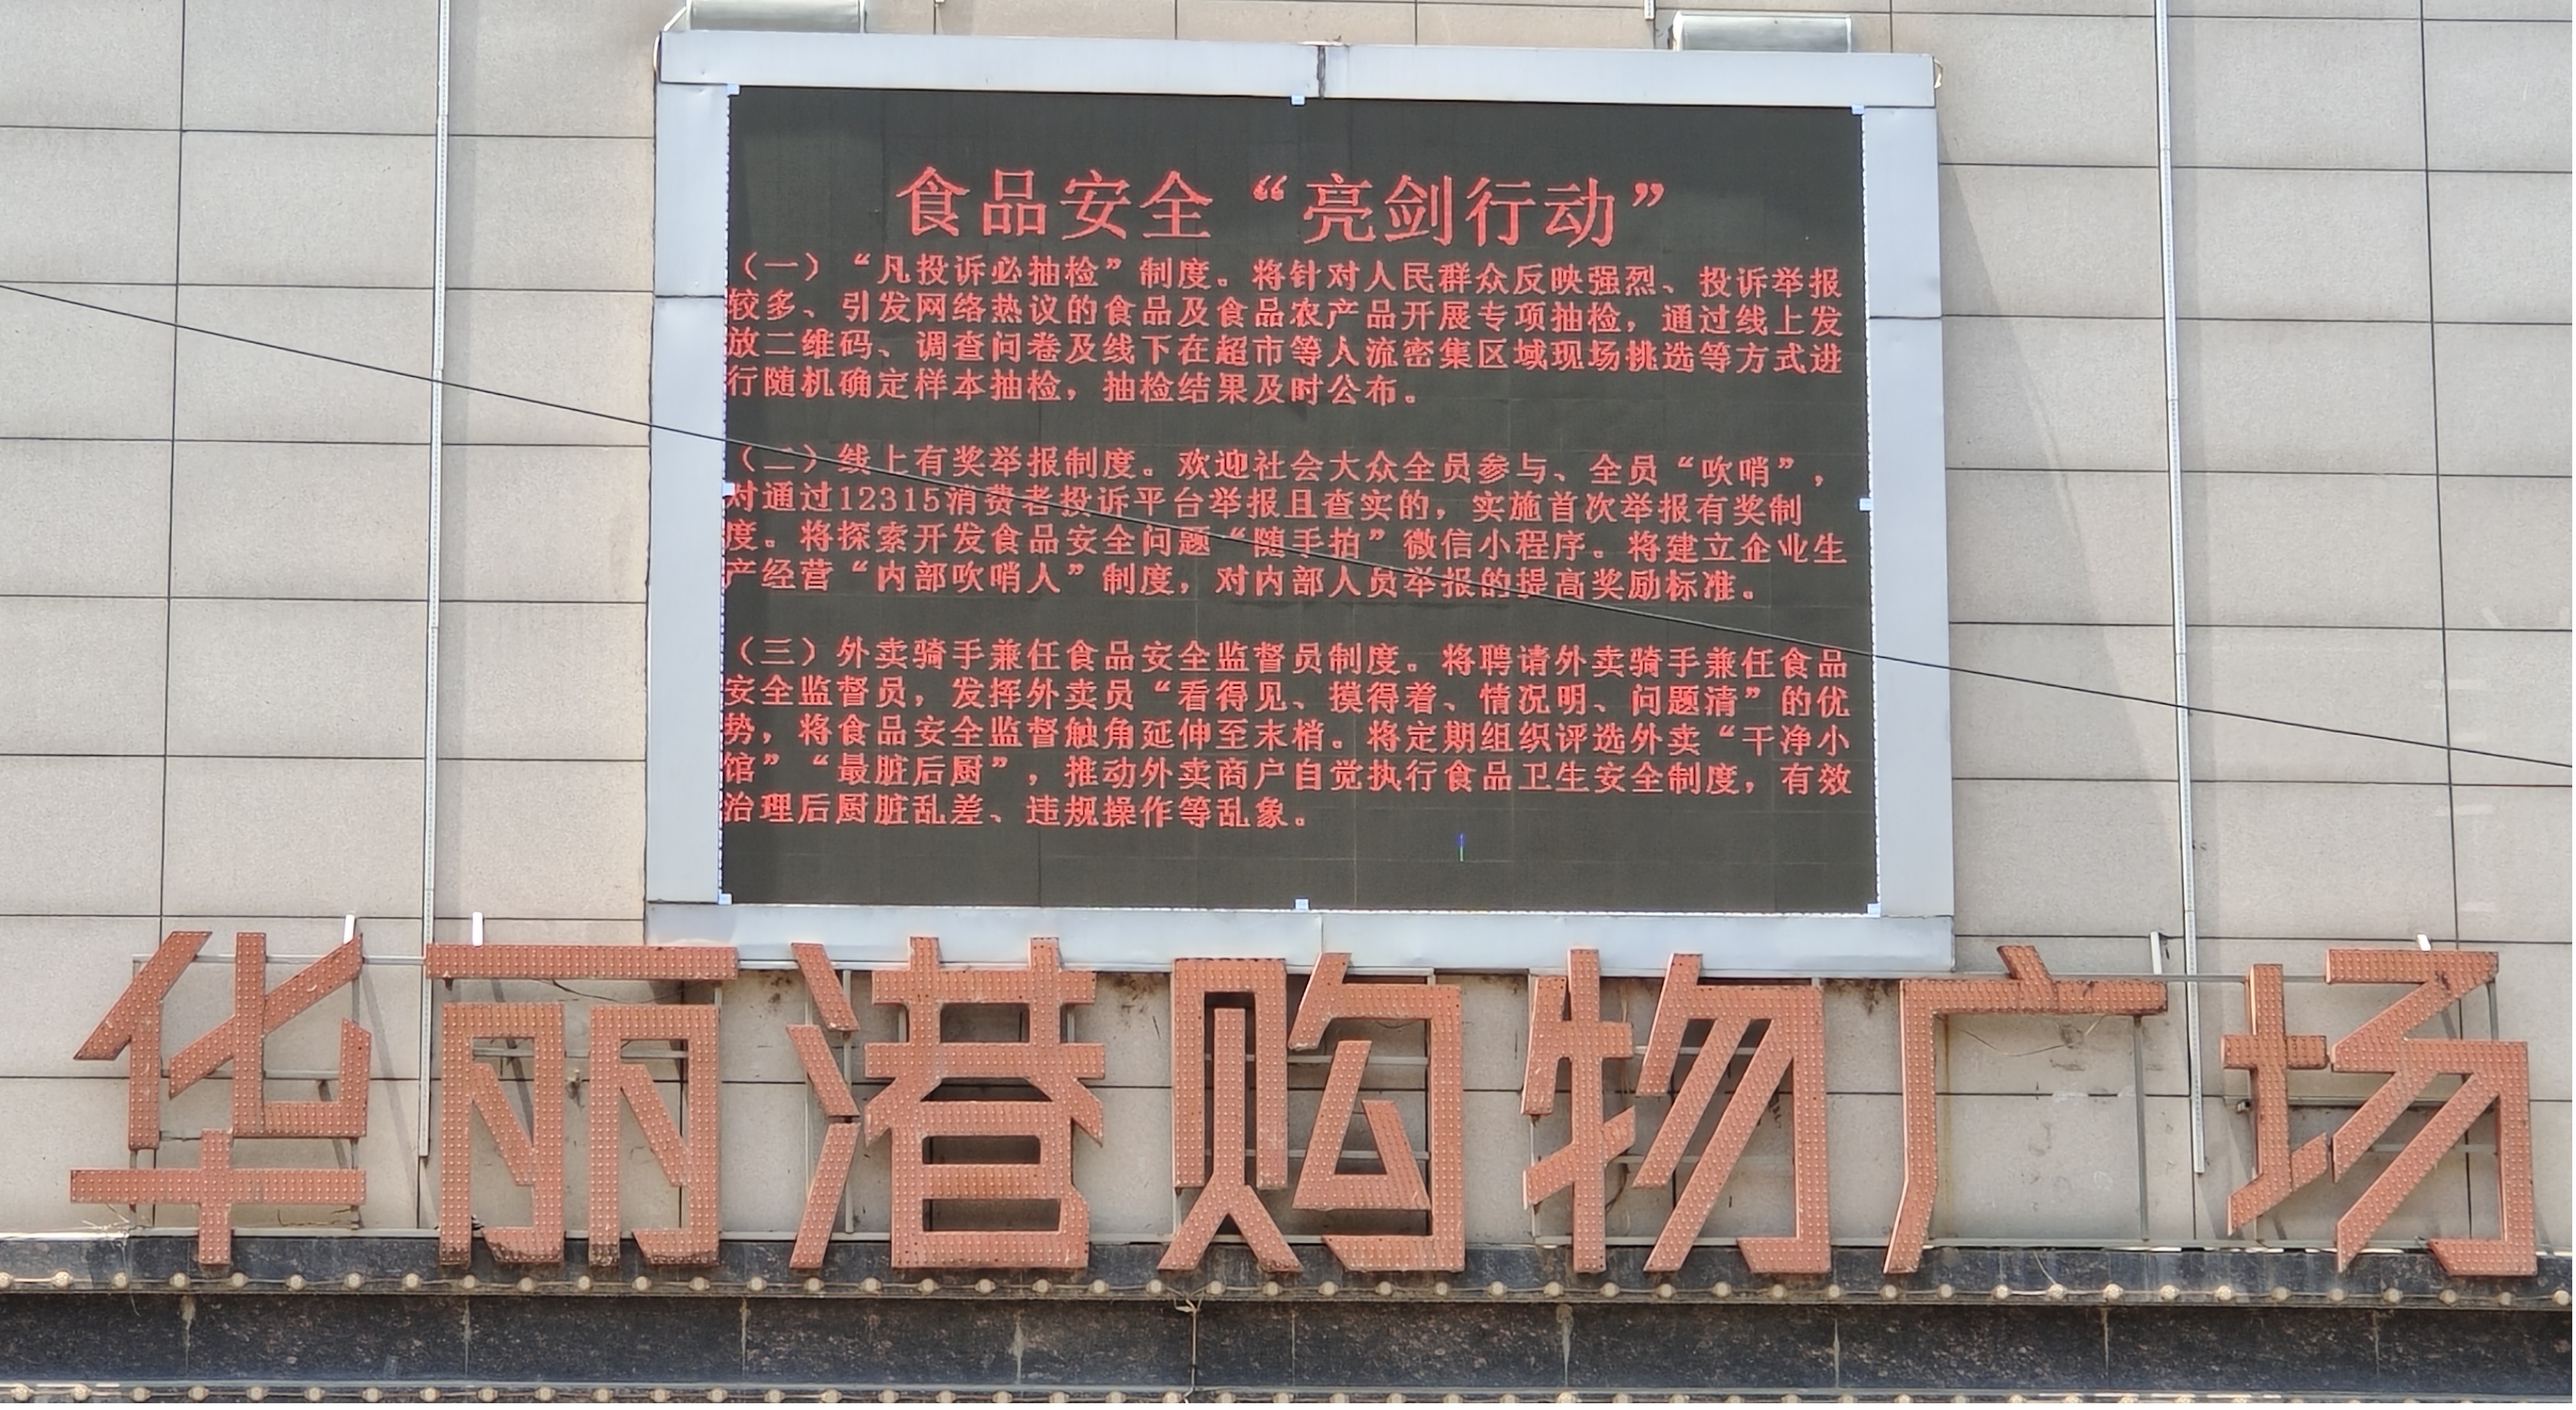 食品安全“亮剑行动”
（一）“凡投诉必抽检”制度。将针对人民群众反映强烈、投诉举报
较多、引发网络热议的食品及食品农产品开展专项抽检，通过线上发
放二维码、调查问卷及线下在超市等人流密集区域现场挑选等方式进
行随机确定样本抽检，抽检结果及时公布。
（二）线上有奖举报制度。欢迎社会大众全员参与、全员“吹哨”，
对通过12315消费者投诉平台举报且查实的，实施首次举报有奖制
度。将探索开发食品安全问题“随手拍”微信小程序。将建立企业生
产经营“内部吹哨人”制度，对内部人员举报的提高奖励标准。
（三）外卖骑手兼任食品安全监督员制度。将聘请外卖骑手兼任食品
安全监督员，发挥外卖员“看得见、摸得着、情况明、问题清”的优
势，将食品安全监督触角延伸至末梢。将定期组织评选外卖“干净小
馆”“最脏后厨”，推动外卖商户自觉执行食品卫生安全制度，有效
治理后厨脏乱差、违规操作等乱象。
华丽港购物广场